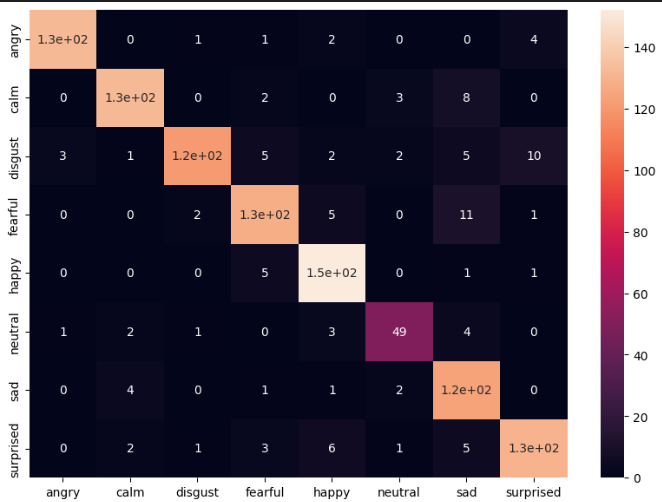 angry 1.3e+02 0 1 1 2 0 0 4
calm 0 1.3e+02 0 2 0 3 8 0
disgust 3 1 1.2e+02 5 2 2 5 10
fearful 0 0 2 1.3e+02 5 0 11 1
happy 0 0 0 5 1.5e+02 0 1 1
neutral 1 2 1 0 3 49 4 0
sad 0 4 0 1 1 2 1.2e+02 0
surprised 0 2 1 3 6 1 5 1.3e+02
angry calm disgust fearful happy neutral sad surprised
140
120
100
80
60
40
20
0